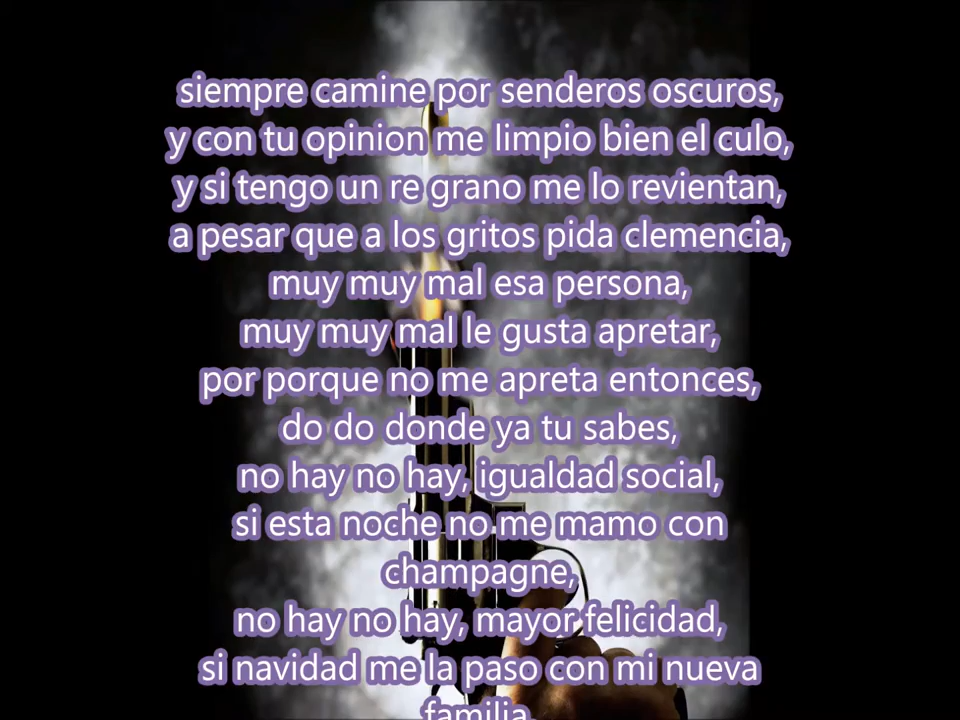 siempre camine por senderos oscuros,
y con tu opinion me limpio bien el culo,
y si tengo un re grano me lo revientan,
a pesar que a los gritos pida clemencia,
muy muy mal esa persona,
muy muy mal le gusta apretar,
por porque no me apreta entonces,
do do donde ya tu sabes,
no hay no hay, igualdad social,
si esta noche no me mamo con
champagne,
no hay no hay, mayor felicidad,
si navidad me la paso con mi nueva
familia